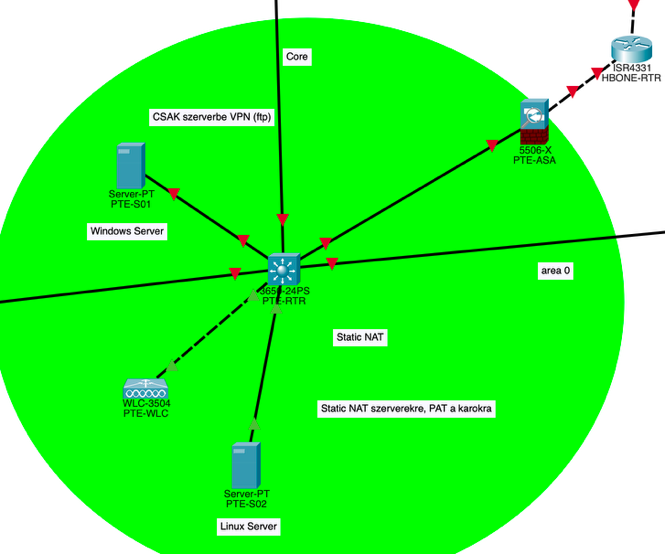 Core
ISR4331
HBONE-RTR
CSAK szerverbe VPN (ftp)
5506-X
PTE-ASA
Server-PT
PTE-S01
Windows Server
area 0
3650-24PS
PTE-RTR
Static NAT
WLC-3504
PTE-WLC
Static NAT szerverekre, PAT a karokra
Server-PT
PTE-S02
Linux Server